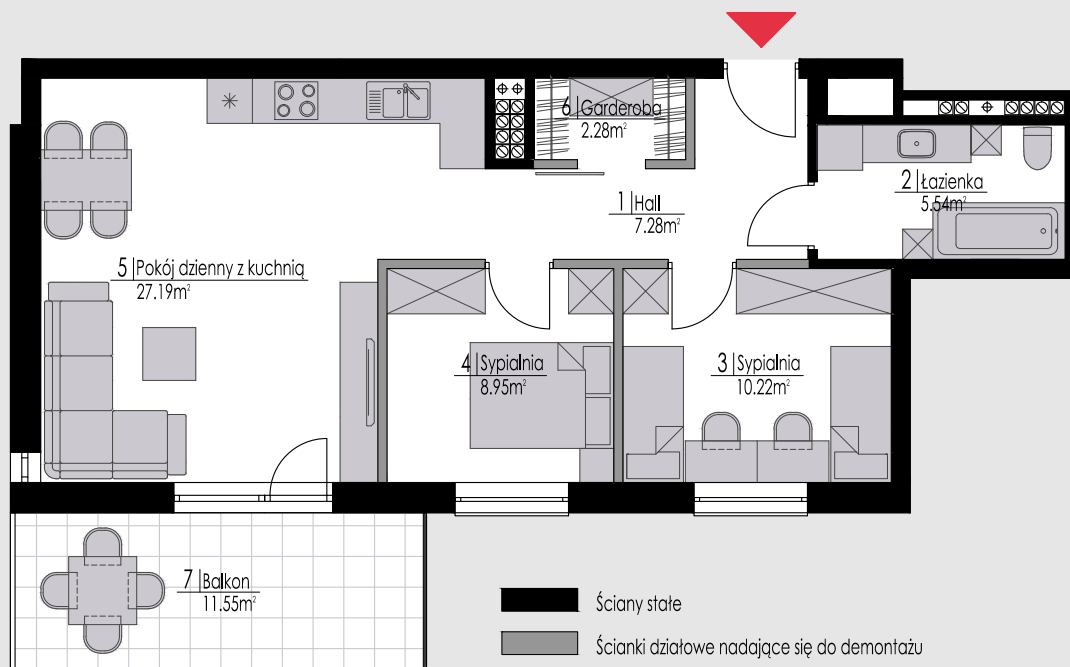 6 Garderoba
2.28m²
2 Łazienka
5.54m²
1 Hall
7.28m²
5 Pokój dzienny z kuchnią
27.19m²
4 Sypialnia
8.95m²
3 Sypialnia
10.22m²
7 Balkon
11.55m²
Ściany stałe
Ścianki działowe nadające się do demontażu